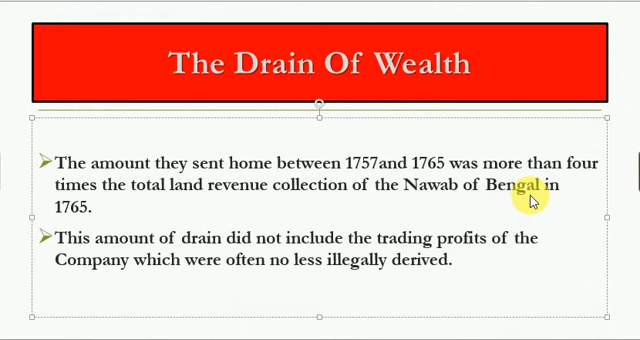 The Drain Of Wealth
The amount they sent home between 1757and 1765 was more than four
times the total land revenue collection of the Nawab of Bengal in
1765.
This amount of drain did not include the trading profits of the
Company which were often no less illegally derived.